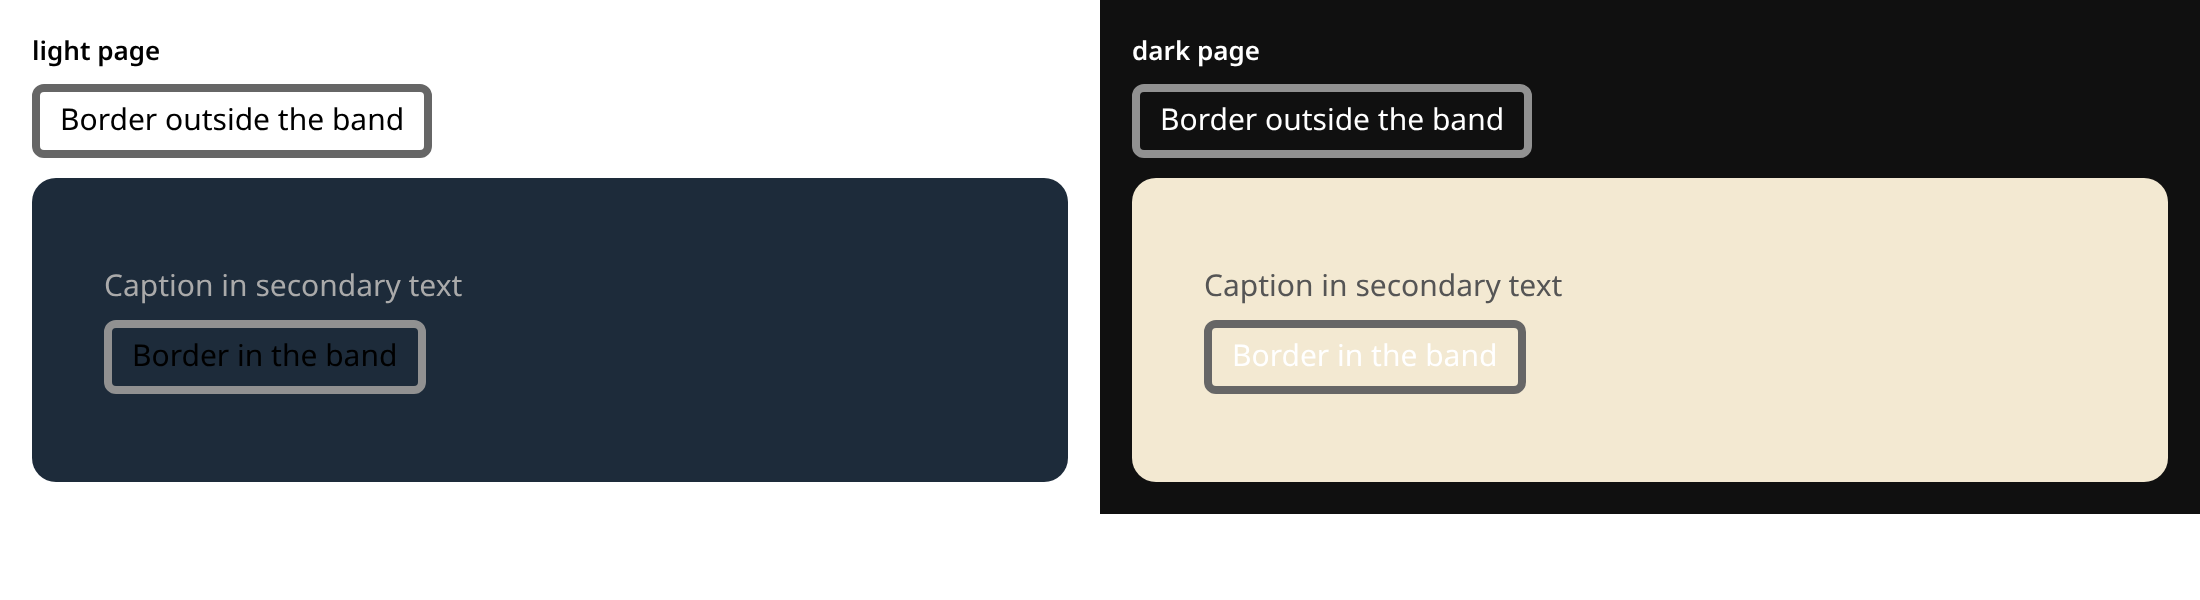 light page
Border outside the band
Caption in secondary text
Border in the band
dark page
Border outside the band
Caption in secondary text
Border in the band